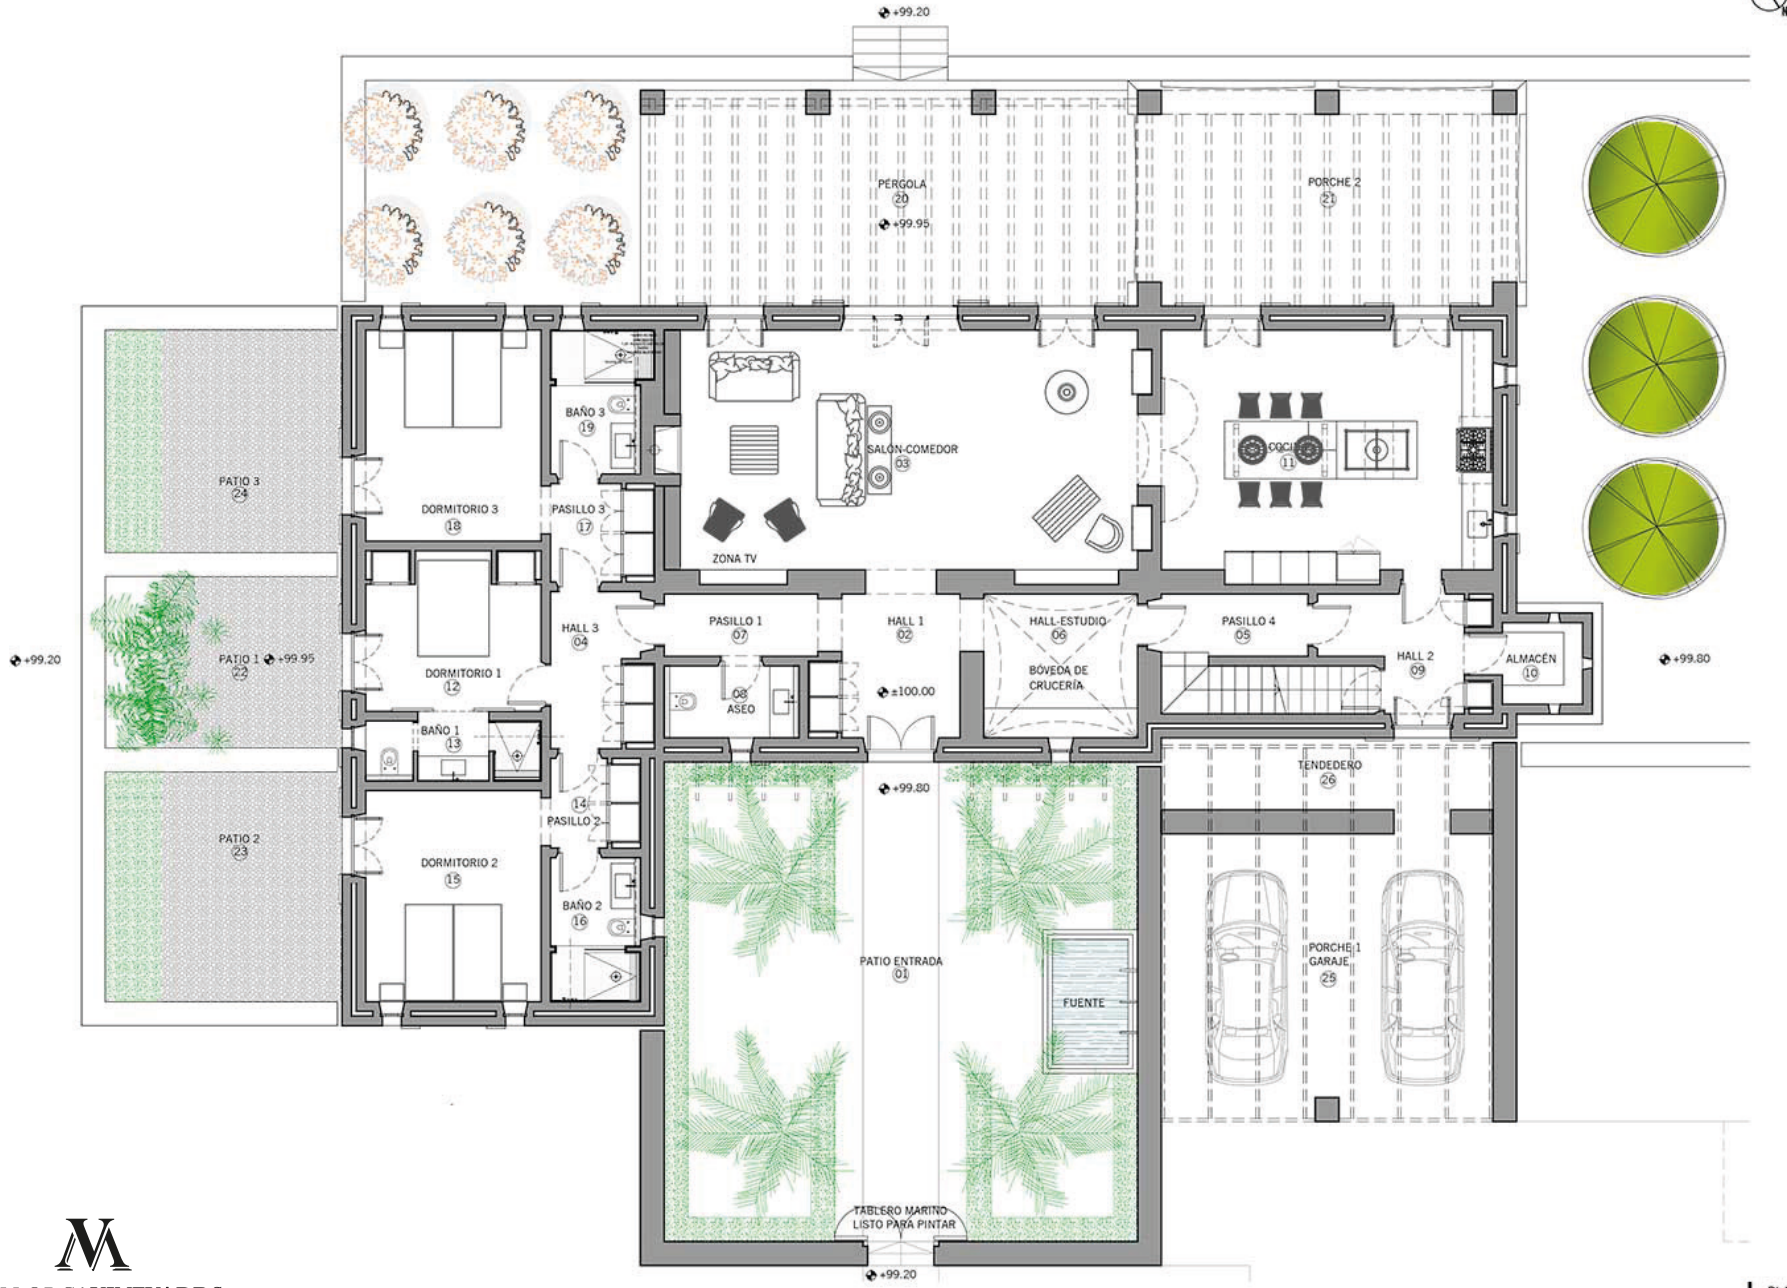 +99.20
N
PÉRGOLA
20
+99.95
PORCHE 2
21
BAÑO 3
19
SALÓN-COMEDOR
03
11
PATIO 3
24
DORMITORIO 3
18
PASILLO 3
17
ZONA TV
HALL 3
04
PASILLO 1
07
HALL 1
02
HALL-ESTUDIO
06
PASILLO 4
05
BÓVEDA DE
CRUCERÍA
HALL 2
09
ALMACÉN
10
+99.80
+99.20
PATIO 1
22
+99.95
DORMITORIO 1
12
08
ASEO
±100.00
BAÑO 1
13
TENDEDERO
26
+99.80
14
PASILLO 2
PATIO 2
23
DORMITORIO 2
15
BAÑO 2
16
PATIO ENTRADA
01
FUENTE
PORCHE 1
GARAJE
25
TABLERO MARINO
LISTO PARA PINTAR
+99.20